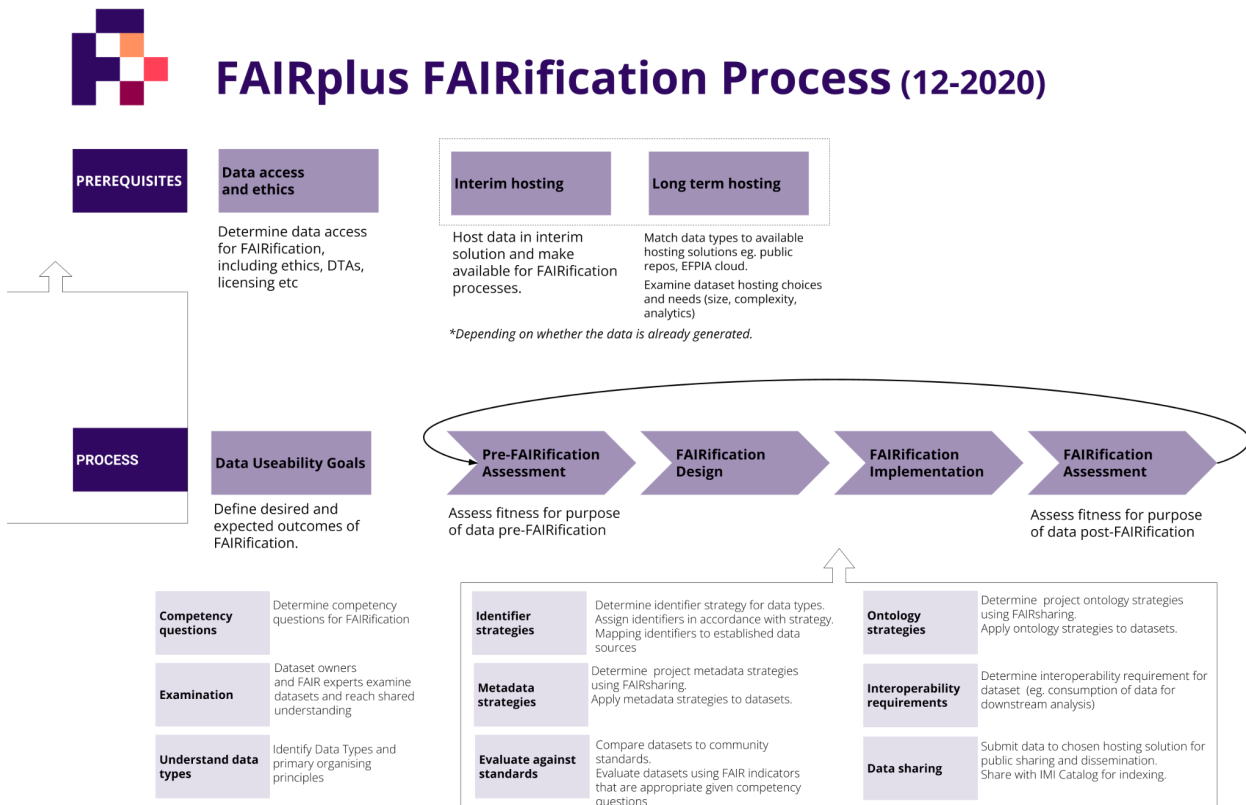 FAIRplus FAIRification Process (12-2020)
PREREQUISITES
Data access
and ethics
Determine data access
for FAIRification,
including ethics, DTAs,
licensing etc
Interim hosting
Host data in interim
solution and make
available for FAIRification
processes.
Long term hosting
Match data types to available
hosting solutions eg. public
repos, EFPIA cloud.
Examine dataset hosting choices
and needs (size, complexity,
analytics)
*Depending on whether the data is already generated.
PROCESS
Data Useability Goals
Define desired and
expected outcomes of
FAIRification.
Pre-FAIRification
Assessment
Assess fitness for purpose
of data pre-FAIRification
FAIRification
Design
FAIRification
Implementation
FAIRification
Assessment
Assess fitness for purpose
of data post-FAIRification
Competency
questions
Determine competency
questions for FAIRification
Examination
Dataset owners
and FAIR experts examine
datasets and reach shared
understanding
Understand data
types
Identify Data Types and
primary organising
principles
Identifier
strategies
Determine identifier strategy for data types.
Assign identifiers in accordance with strategy.
Mapping identifiers to established data
sources
Metadata
strategies
Determine project metadata strategies
using FAIRsharing.
Apply metadata strategies to datasets.
Evaluate against
standards
Compare datasets to community
standards.
Evaluate datasets using FAIR indicators
that are appropriate given competency
questions
Ontology
strategies
Determine project ontology strategies
using FAIRsharing.
Apply ontology strategies to datasets.
Interoperability
requirements
Determine interoperability requirement for
dataset (eg. consumption of data for
downstream analysis)
Data sharing
Submit data to chosen hosting solution for
public sharing and dissemination.
Share with IMI Catalog for indexing.